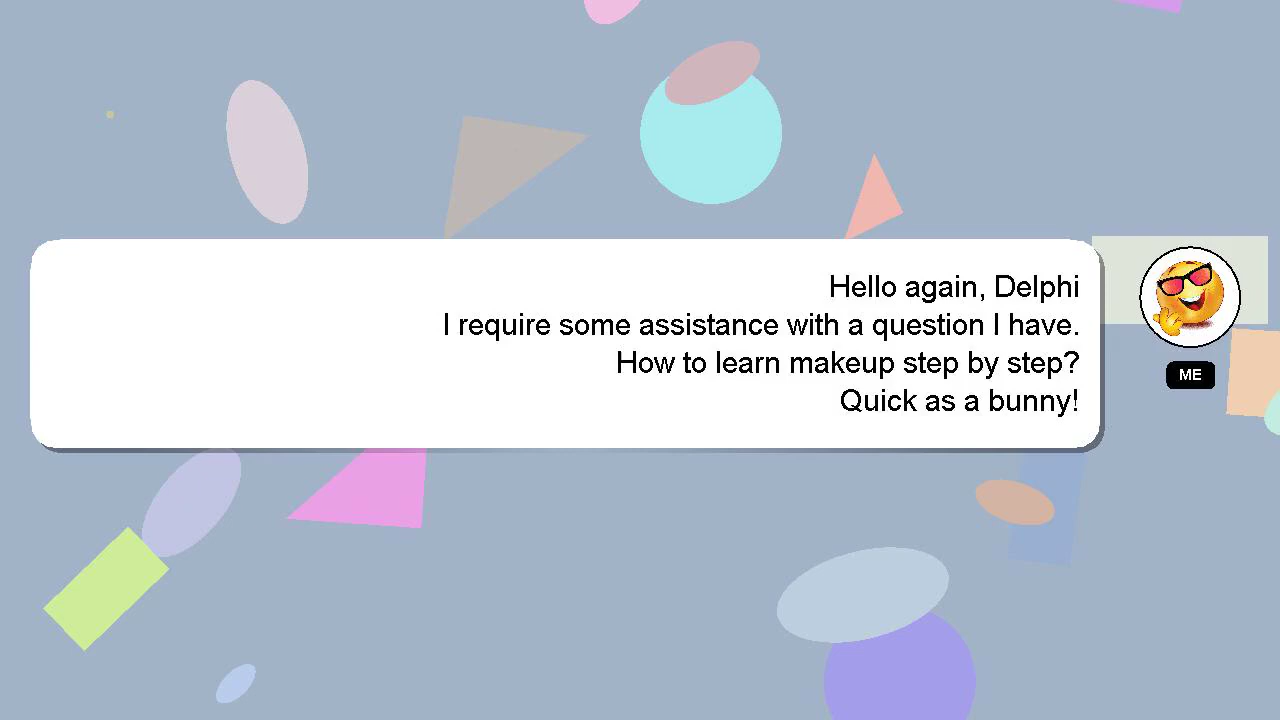 Hello again, Delphi
I require some assistance with a question I have.
How to learn makeup step by step?
Quick as a bunny!
ME